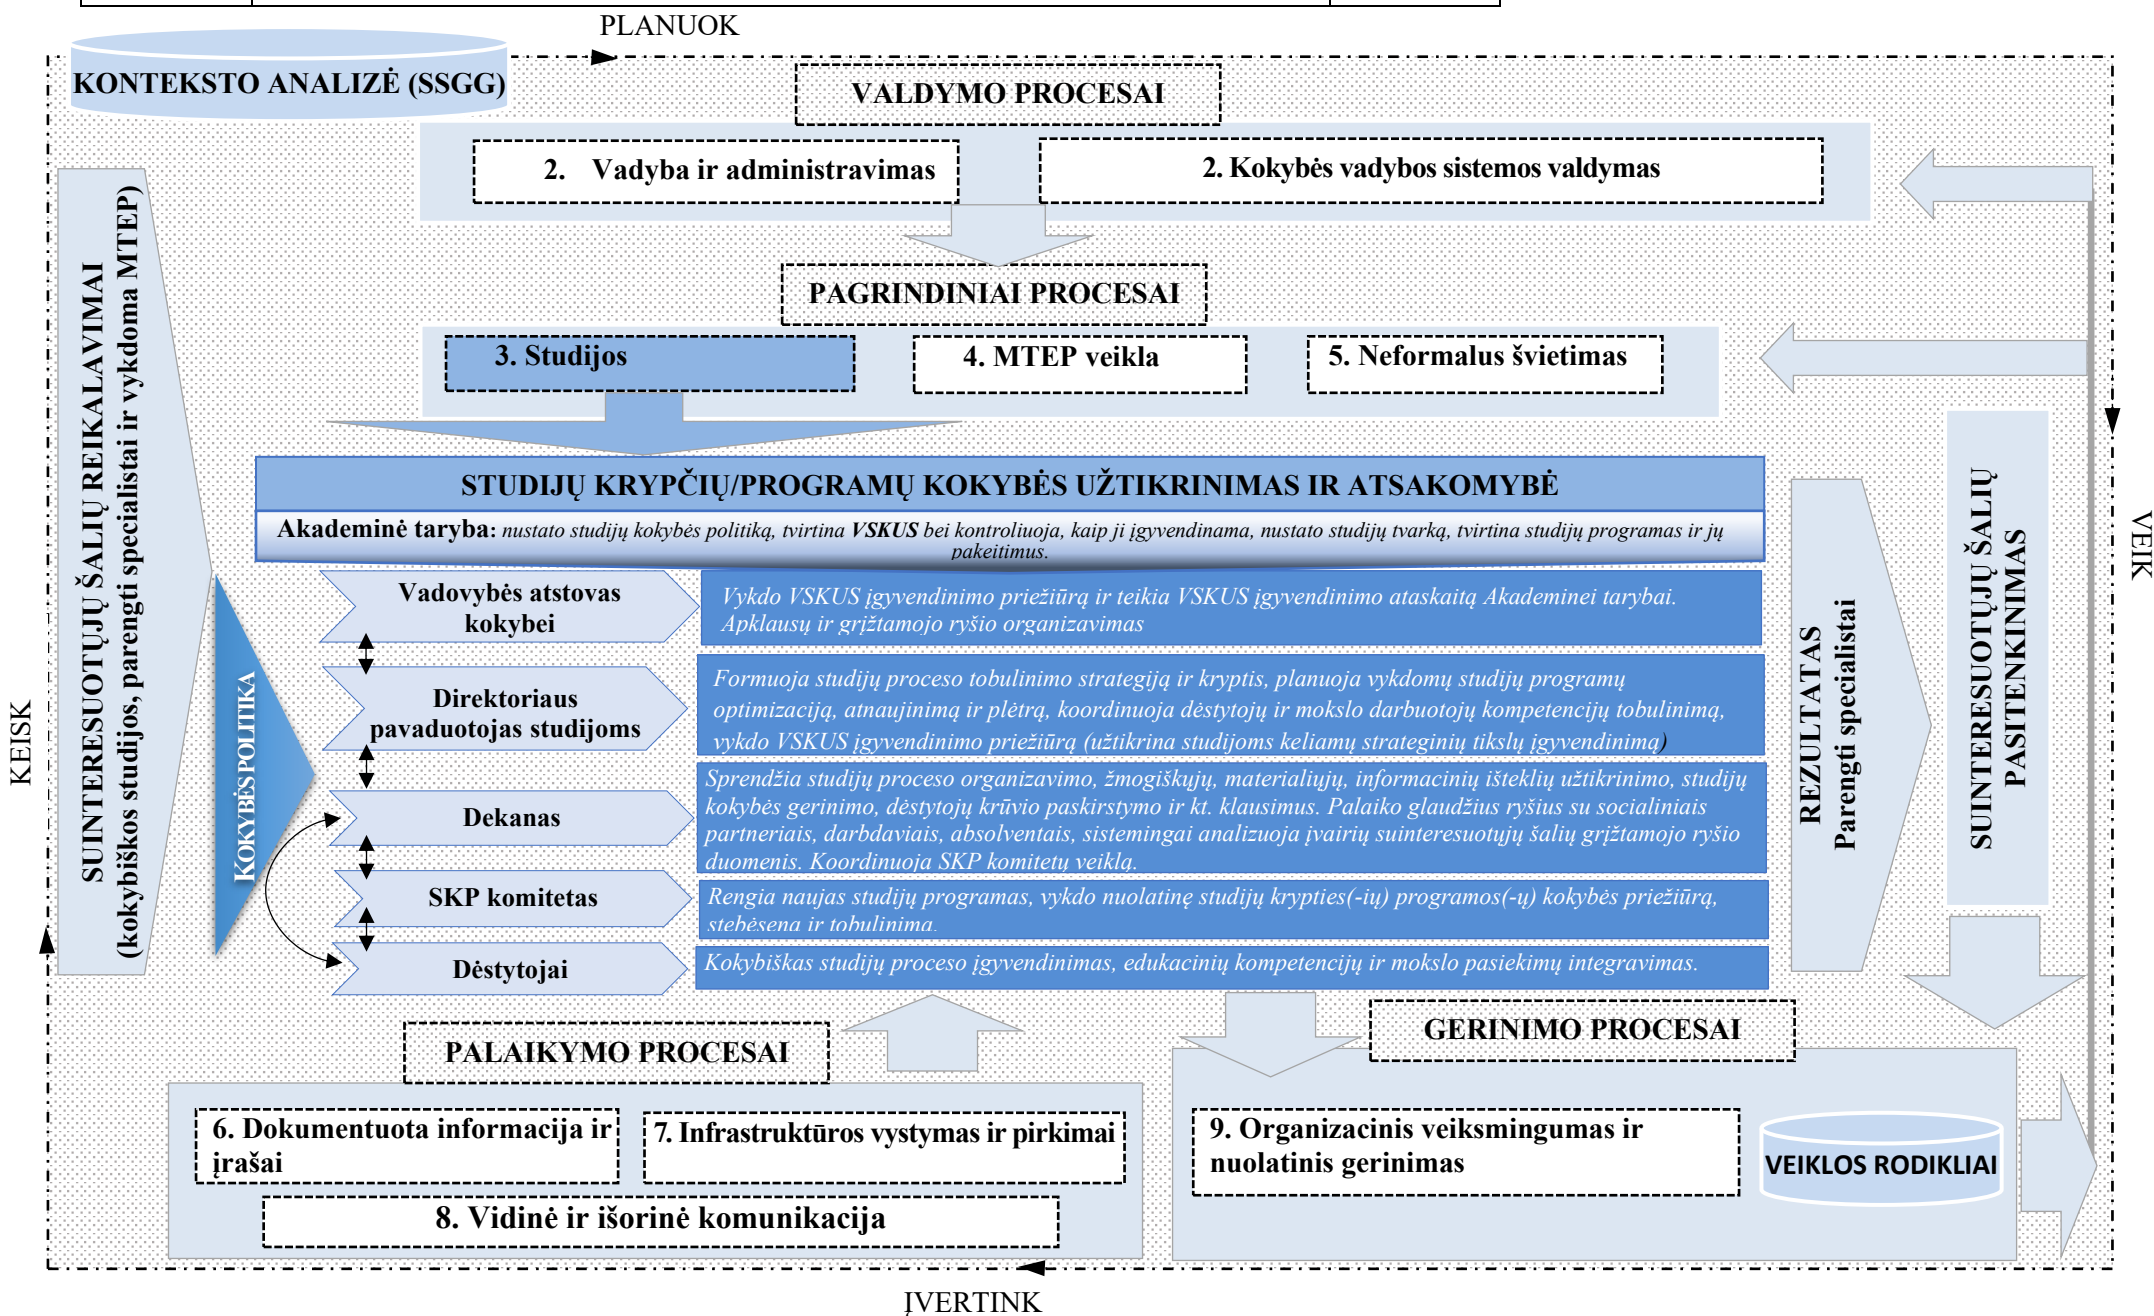 PLANUOK
KONTEKSTO ANALIZĖ (SSGG)
VALDYMO PROCESAI
2. Vadyba ir administravimas
2. Kokybės vadybos sistemos valdymas
PAGRINDINIAI PROCESAI
3. Studijos
4. MTEP veikla
5. Neformalus švietimas
SUINTERESUOTŲJŲ ŠALIŲ REIKALAVIMAI
(kokybiškos studijos, parengti specialistai ir vykdoma MTEP)
KEISK
KOKYBĖS POLITIKA
STUDIJŲ KRYPČIŲ/PROGRAMŲ KOKYBĖS UŽTIKRINIMAS IR ATSAKOMYBĖ
Akademinė taryba: nustato studijų kokybės politiką, tvirtina VSKUS bei kontroliuoja, kaip ji įgyvendinama, nustato studijų tvarką, tvirtina studijų programas ir jų
pakeitimus.
Vadovybės atstovas
kokybei
Vykdo VSKUS įgyvendinimo priežiūrą ir teikia VSKUS įgyvendinimo ataskaitą Akademinei tarybai.
Apklausų ir grįžtamojo ryšio organizavimas
Direktoriaus
pavaduotojas studijoms
Formuoja studijų proceso tobulinimo strategiją ir kryptis, planuoja vykdomų studijų programų
optimizaciją, atnaujinimą ir plėtrą, koordinuoja dėstytojų ir mokslo darbuotojų kompetencijų tobulinimą,
vykdo VSKUS įgyvendinimo priežiūrą (užtikrina studijoms keliamų strateginių tikslų įgyvendinimą)
Dekanas
Sprendžia studijų proceso organizavimo, žmogiškųjų, materialiųjų, informacinių išteklių užtikrinimo, studijų
kokybės gerinimo, dėstytojų krūvio paskirstymo ir kt. klausimus. Palaiko glaudžius ryšius su socialiniais
partneriais, darbdaviais, absolventais, sistemingai analizuoja įvairių suinteresuotųjų šalių grįžtamojo ryšio
duomenis. Koordinuoja SKP komitetų veiklą.
SKP komitetas
Rengia naujas studijų programas, vykdo nuolatinę studijų krypties(-ių) programos(-ų) kokybės priežiūrą,
stebėseną ir tobulinimą.
Dėstytojai
Kokybiškas studijų proceso įgyvendinimas, edukacinių kompetencijų ir mokslo pasiekimų integravimas.
REZULTATAS
Parengti specialistai
SUINTERESUOTŲJŲ ŠALIŲ
PASITENKINIMAS
VEIK
PALAIKYMO PROCESAI
6. Dokumentuota informacija ir
įrašai
7. Infrastruktūros vystymas ir pirkimai
8. Vidinė ir išorinė komunikacija
GERINIMO PROCESAI
9. Organizacinis veiksmingumas ir
nuolatinis gerinimas
VEIKLOS RODIKLIAI
ĮVERTINK